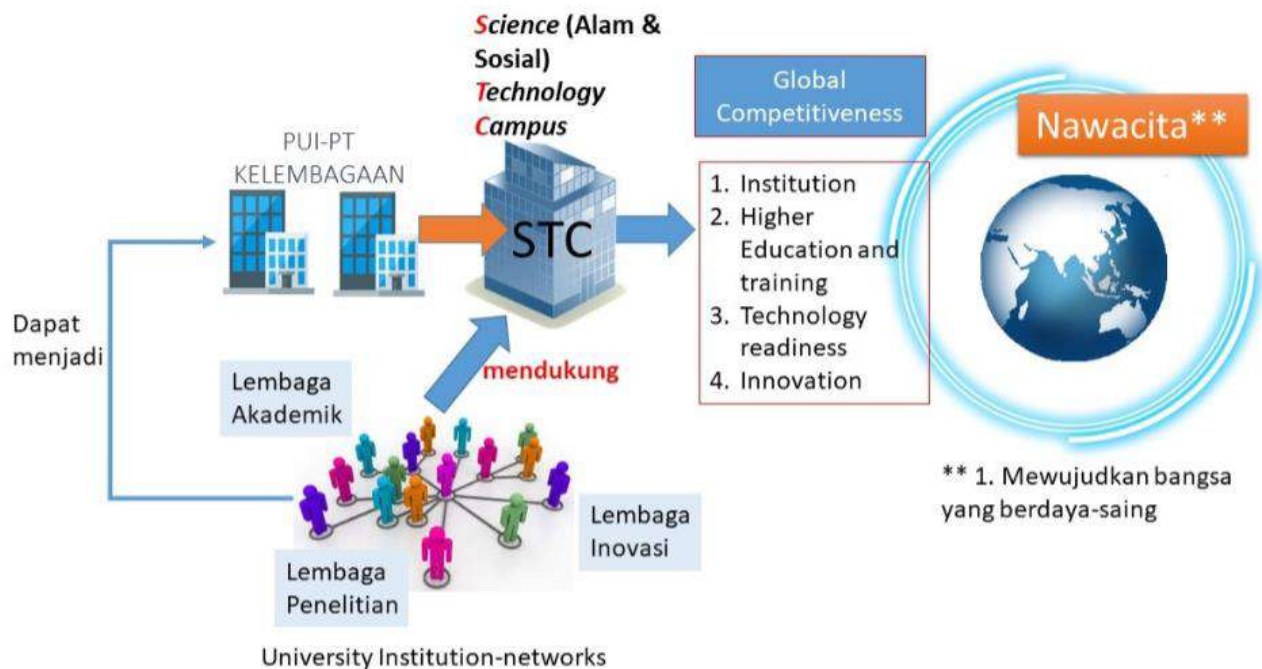 Science (Alam &
Sosial)
Technology
Campus
PUI-PT
KELEMBAGAAN
STC
Global
Competitiveness
Nawacita**
1. Institution
2. Higher
Education and
training
3. Technology
readiness
4. Innovation
Dapat
menjadi
mendukung
Lembaga
Akademik
Lembaga
Inovasi
Lembaga
Penelitian
University Institution-networks
** 1. Mewujudkan bangsa
yang berdaya-saing